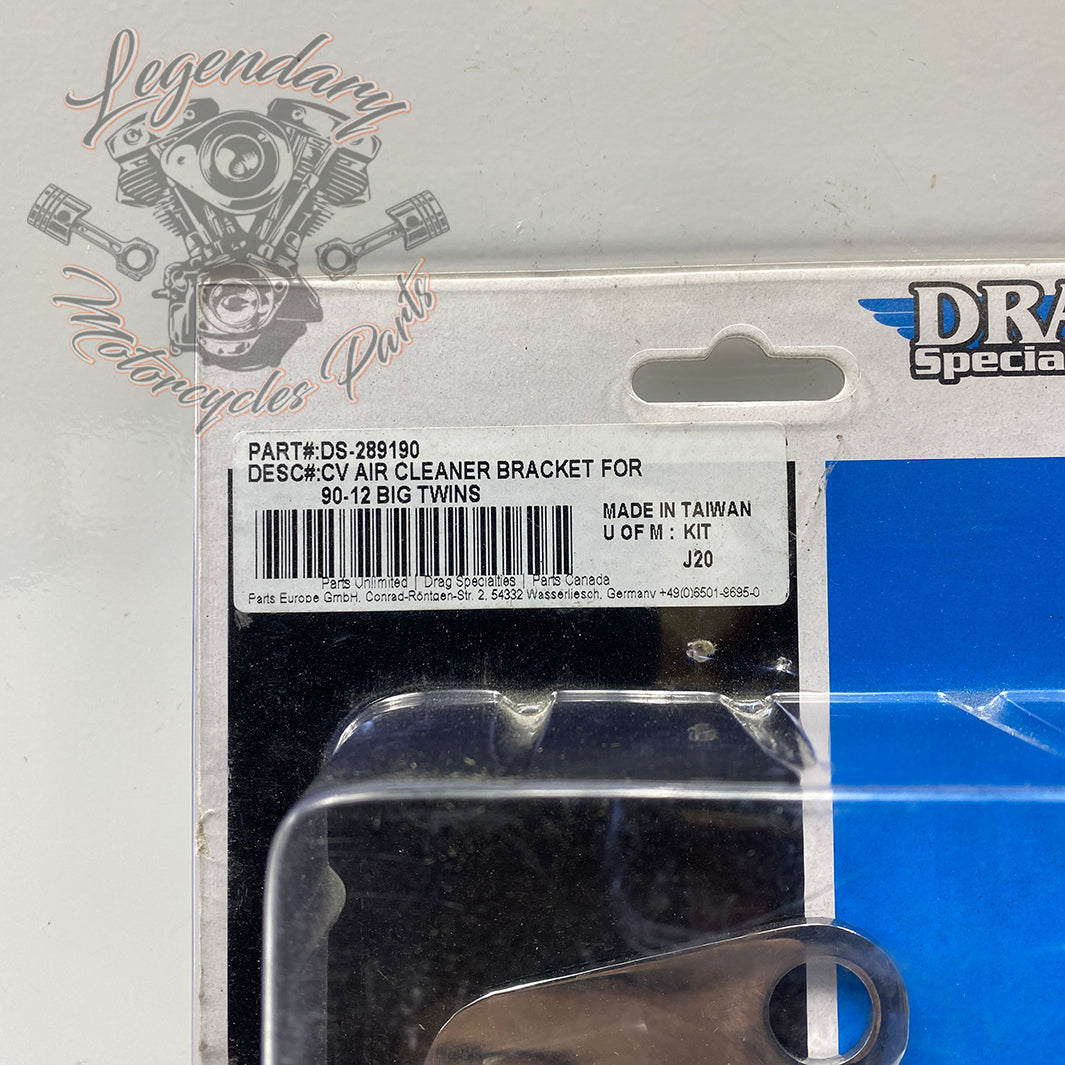 Legendary
Motorcycles Parts
DRA
Specia
PART#:DS-289190
DESC#:CV AIR CLEANER BRACKET FOR
90-12 BIG TWINS
MADE IN TAIWAN
U OF M : KIT
J20
Parts Unlimited | Drag Specialties | Parts Canada
Parts Europe GmbH, Conrad-Röntgen-Str. 2, 54332 Wasserliesch, Germany +49(0)6501-9695-0